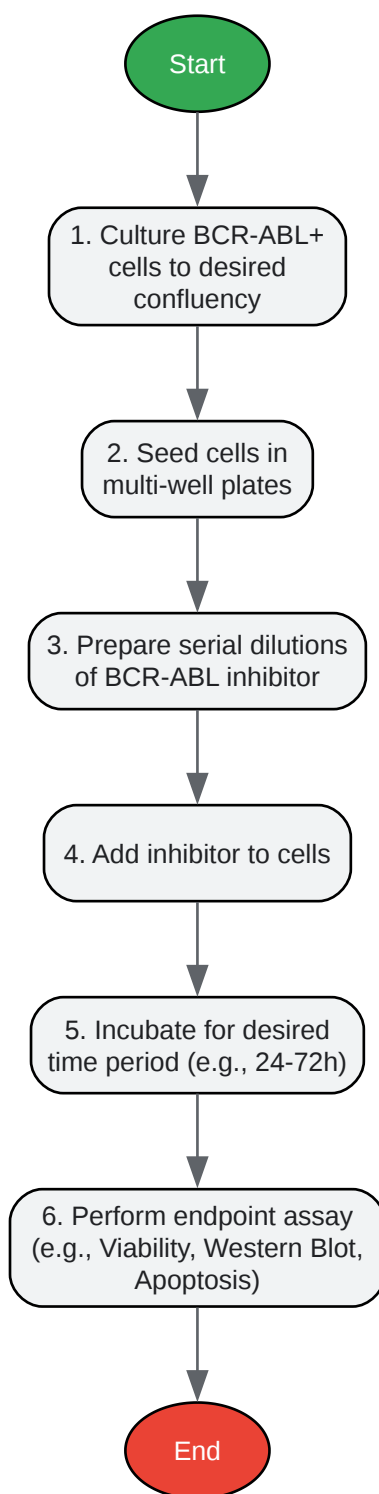 Start
1. Culture BCR-ABL+
cells to desired
confluency
2. Seed cells in
multi-well plates
3. Prepare serial dilutions
of BCR-ABL inhibitor
4. Add inhibitor to cells
5. Incubate for desired
time period (e.g., 24-72h)
6. Perform endpoint assay
(e.g., Viability, Western Blot,
Apoptosis)
End